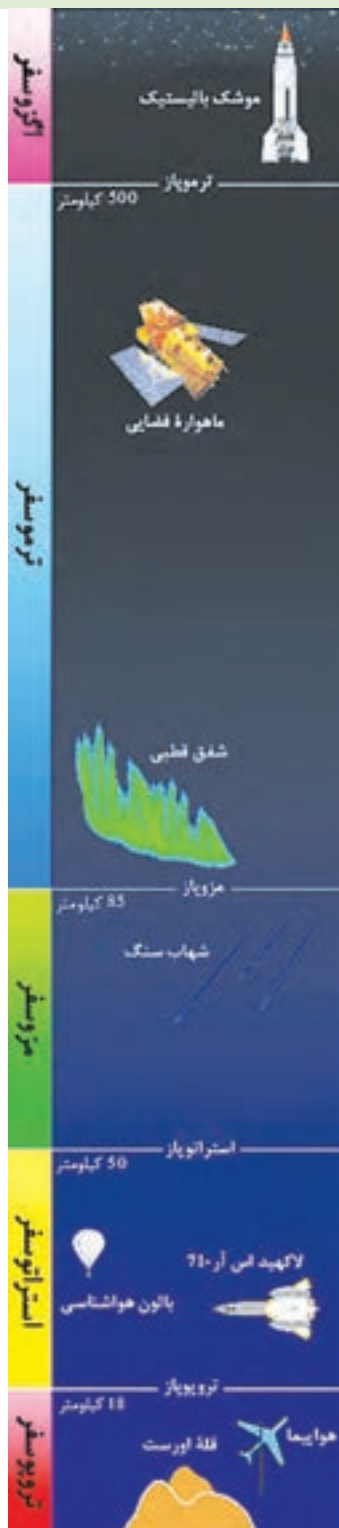 اگزوسفر
موشک بالیستیک
ترموپاز
500 کیلومتر
ماهوارهٔ فضایی
ترموسفر
شفق قطبی
مزوپاز
85 کیلومتر
شهاب سنگ
مزوسفر
استراتوپاز
50 کیلومتر
لاکهید اس آر-71
بالون هواشناسی
استراتوسفر
تروپوپاز
18 کیلومتر
هواپیما
قلهٔ اورست
تروپوسفر